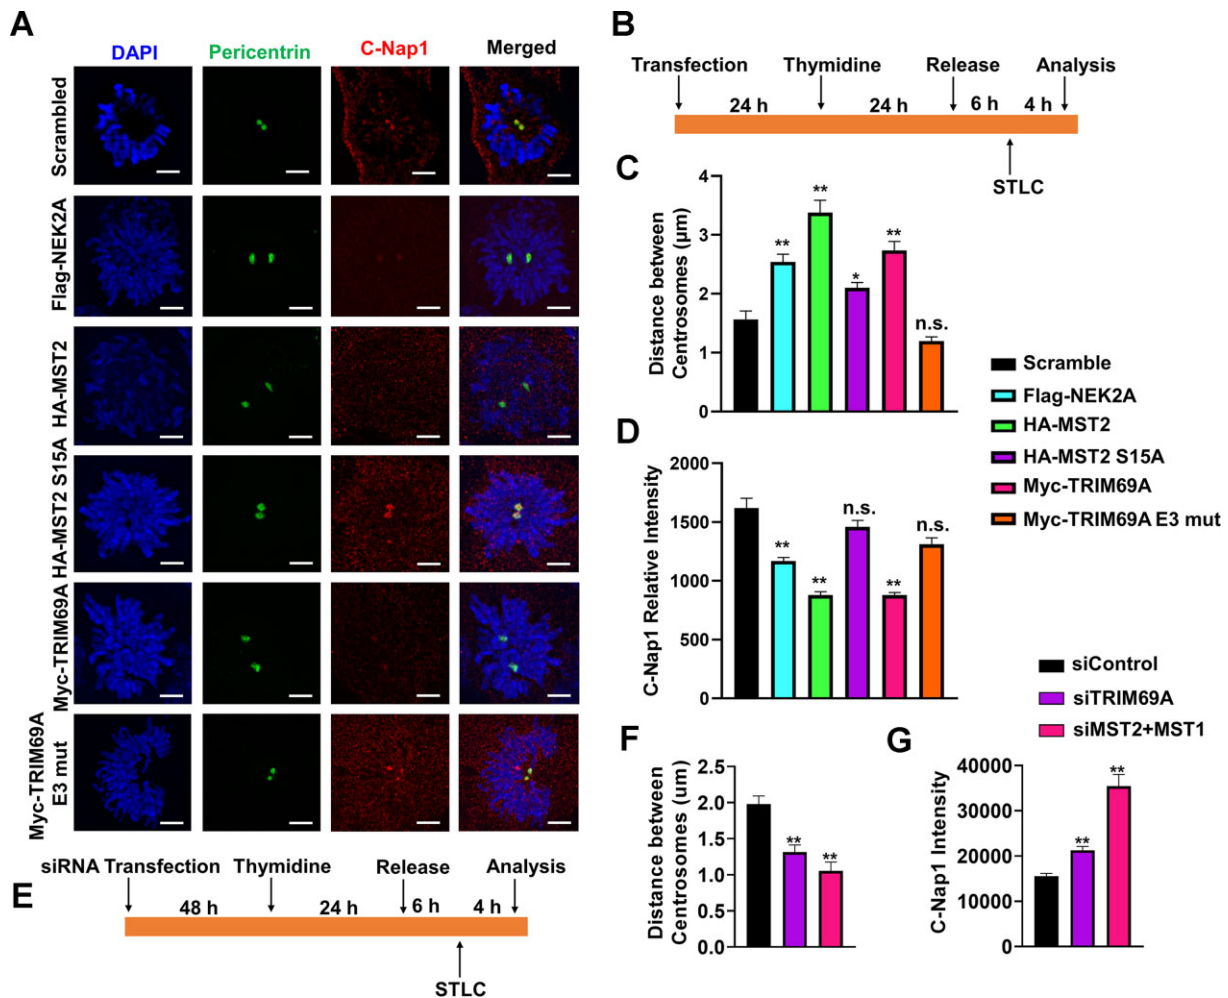 A
DAPI
Pericentrin
C-Nap1
Merged
Scrambled
Flag-NEK2A
HA-MST2
HA-MST2 S15A
Myc-TRIM69A
Myc-TRIM69A
E3 mut
B
Transfection
Thymidine
Release
Analysis
24 h
24 h
6 h
4 h
STLC
C
Distance between
Centrosomes (µm)
4
3
2
1
0
**
**
*
**
n.s.
Scramble
Flag-NEK2A
HA-MST2
HA-MST2 S15A
Myc-TRIM69A
Myc-TRIM69A E3 mut
D
C-Nap1 Relative Intensity
2000
1500
1000
500
0
**
**
n.s.
**
n.s.
siControl
siTRIM69A
siMST2+MST1
E
siRNA Transfection
Thymidine
Release
Analysis
48 h
24 h
6 h
4 h
STLC
F
Distance between
Centrosomes (um)
2.5
2.0
1.5
1.0
0.5
0.0
**
**
G
C-Nap1 Intensity
40000
30000
20000
10000
0
**
**